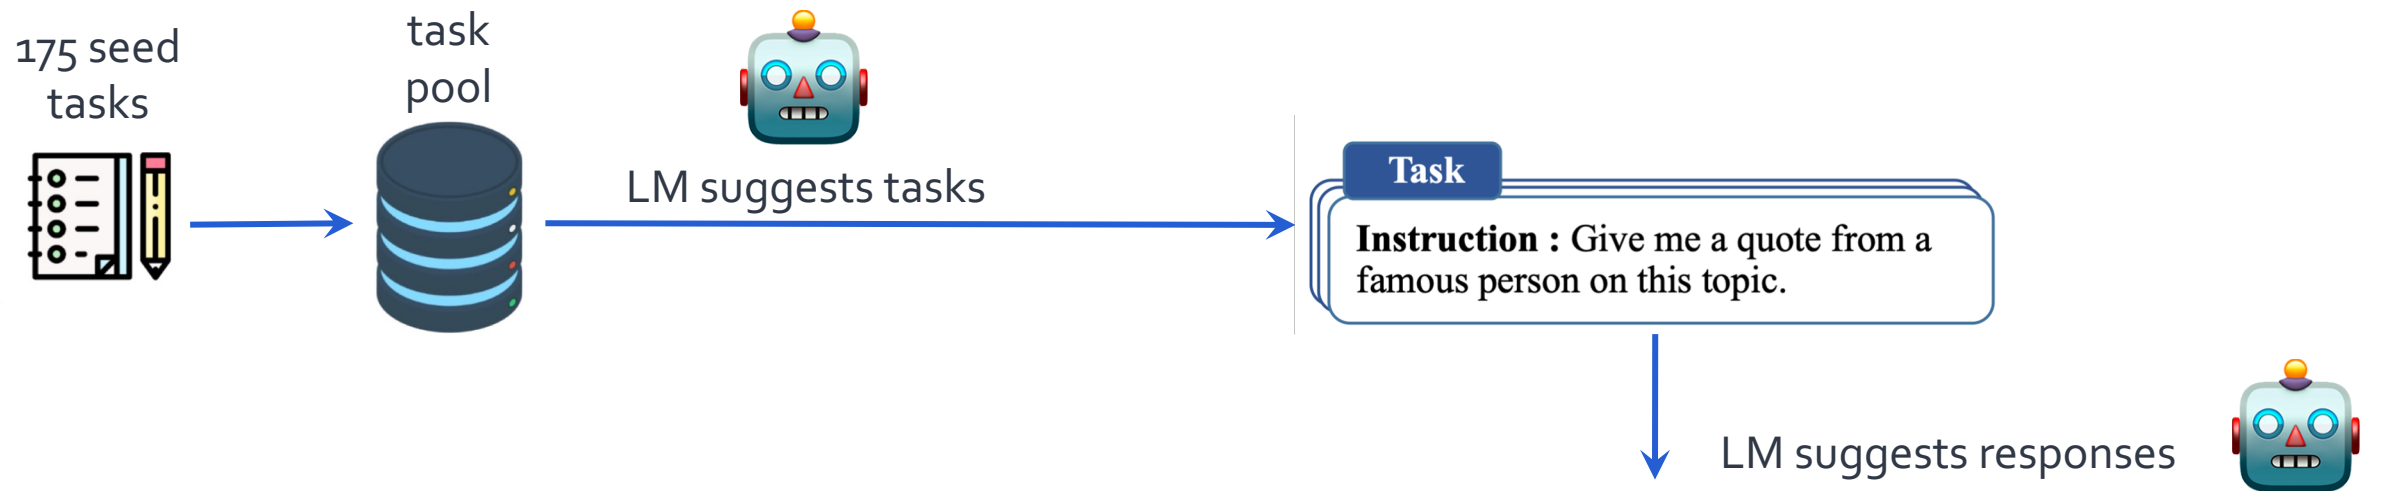 175 seed
tasks
task
pool
LM suggests tasks
Task
Instruction : Give me a quote from a
famous person on this topic.
LM suggests responses